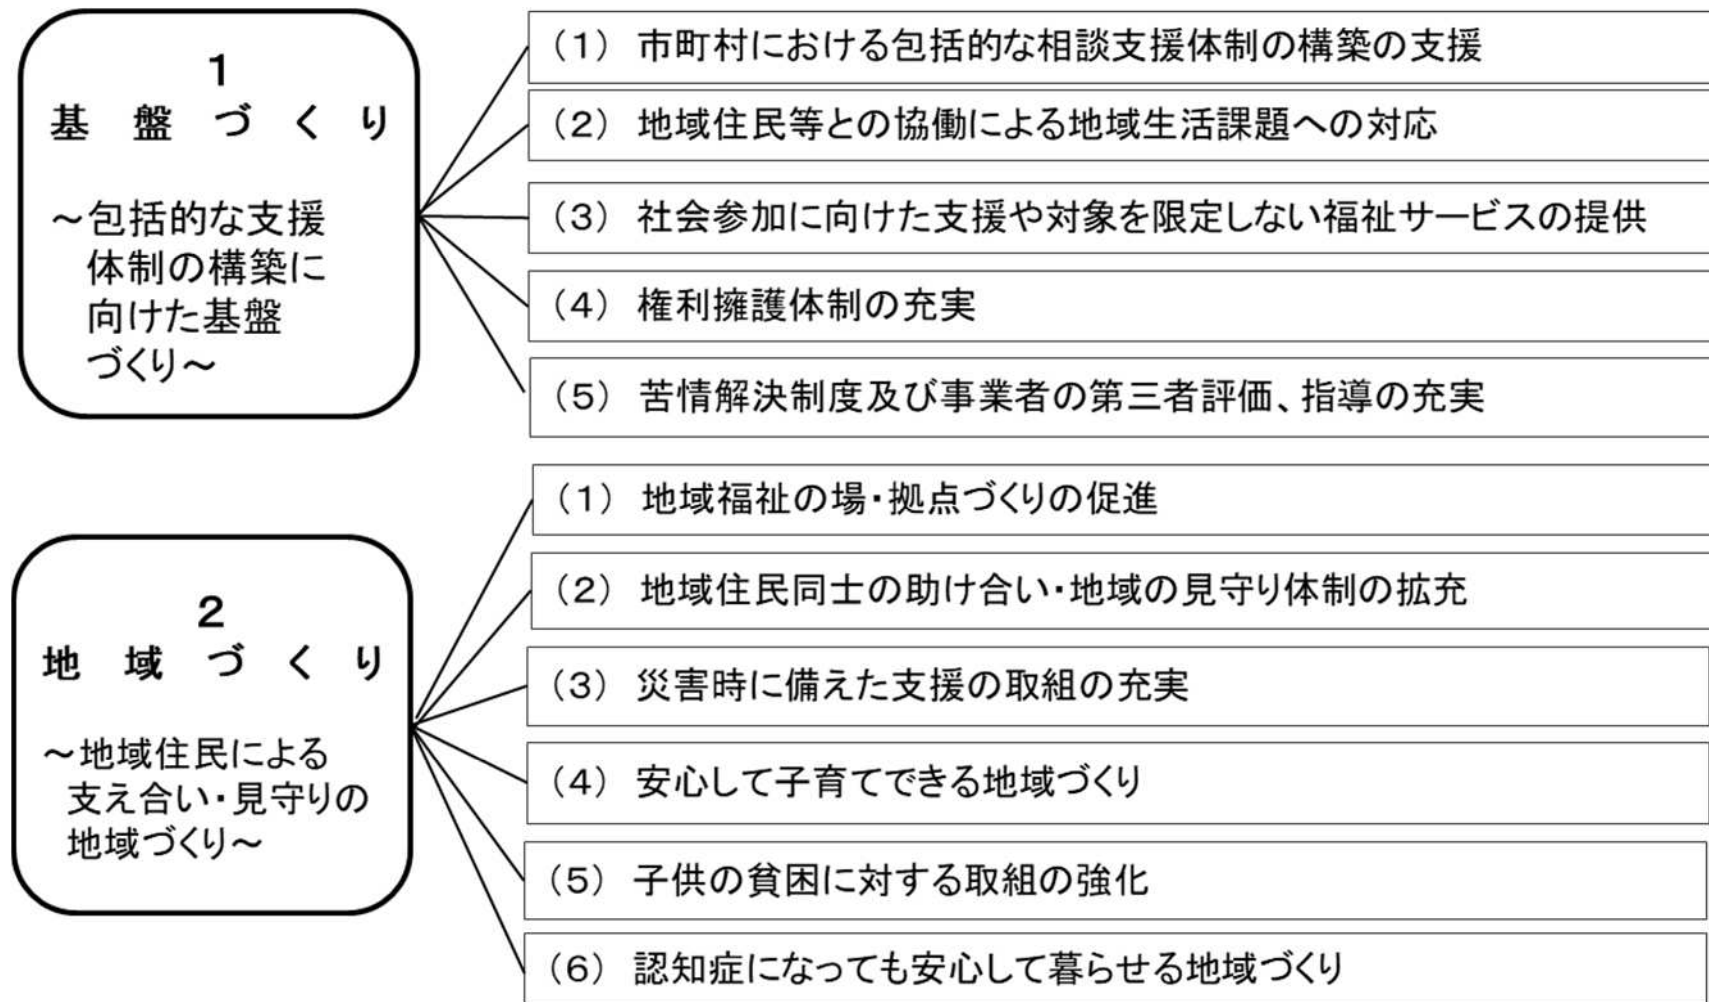 1
基盤づくり
～包括的な支援
体制の構築に
向けた基盤
づくり～
（1） 市町村における包括的な相談支援体制の構築の支援
（2） 地域住民等との協働による地域生活課題への対応
（3） 社会参加に向けた支援や対象を限定しない福祉サービスの提供
（4） 権利擁護体制の充実
（5） 苦情解決制度及び事業者の第三者評価、指導の充実
2
地域づくり
～地域住民による
支え合い・見守りの
地域づくり～
（1） 地域福祉の場・拠点づくりの促進
（2） 地域住民同士の助け合い・地域の見守り体制の拡充
（3） 災害時に備えた支援の取組の充実
（4） 安心して子育てできる地域づくり
（5） 子供の貧困に対する取組の強化
（6） 認知症になっても安心して暮らせる地域づくり